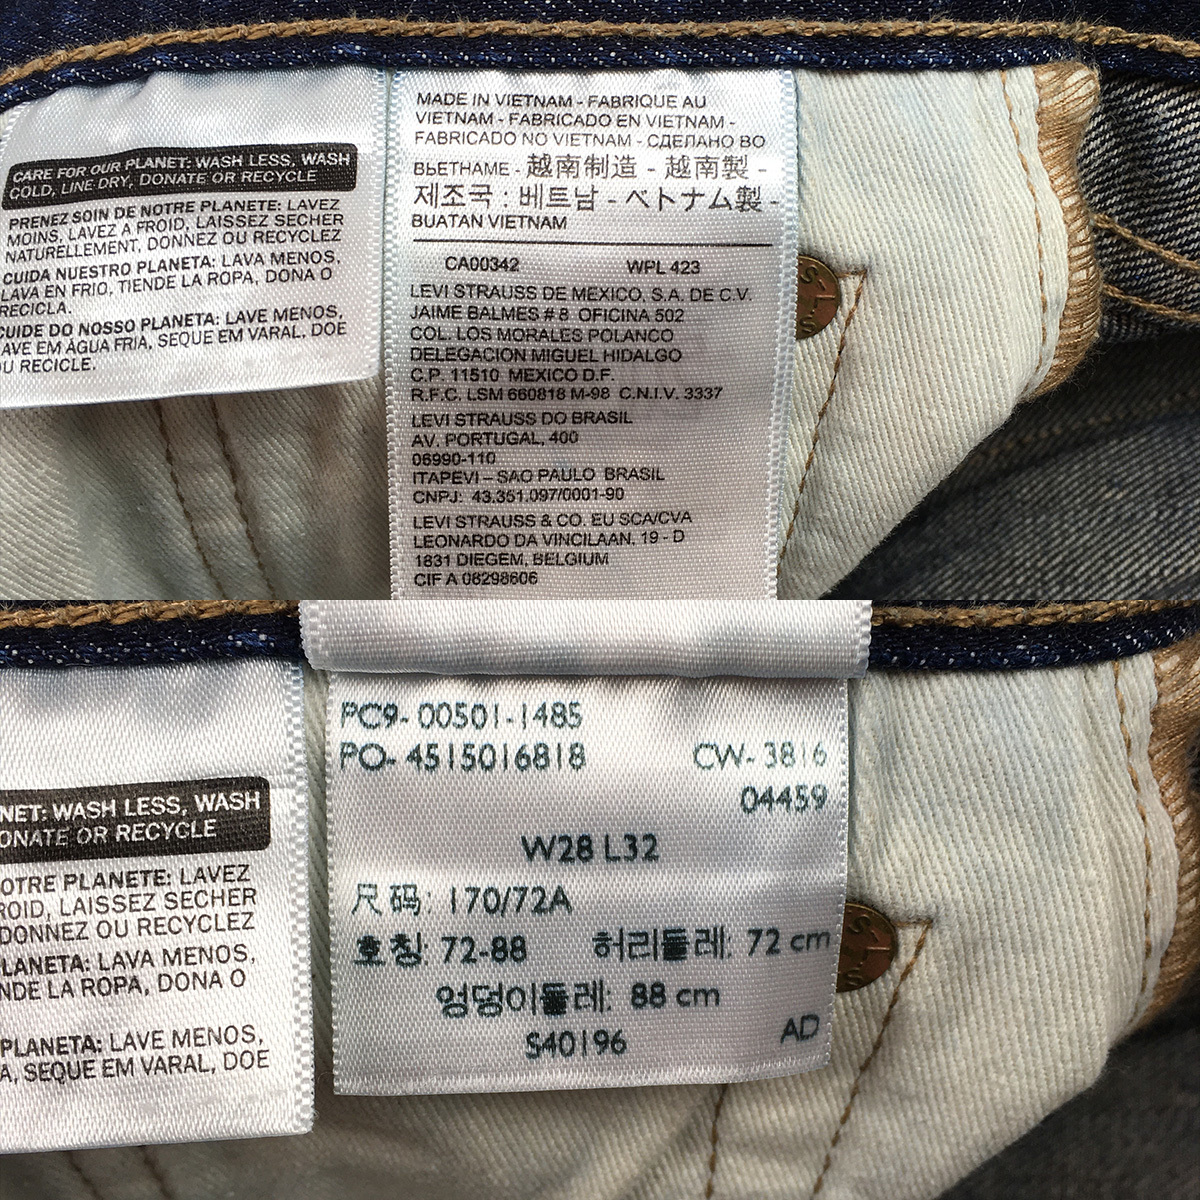 CARE FOR OUR PLANET: WASH LESS, WASH
COLD, LINE DRY, DONATE OR RECYCLE
PRENEZ SOIN DE NOTRE PLANETE: LAVEZ
MOINS, LAVEZ A FROID, LAISSEZ SECHER
NATURELLEMENT, DONNEZ OU RECYCLEZ
CUIDA NUESTRO PLANETA: LAVA MENOS,
LAVA EN FRIO, TIENDE LA ROPA, DONA O
RECICLA.
CUIDE DO NOSSO PLANETA: LAVE MENOS,
AVE EM ÁGUA FRIA, SEQUE EM VARAL, DOE
U RECICLE.
MADE IN VIETNAM - FABRIQUE AU
VIETNAM - FABRICADO EN VIETNAM -
FABRICADO NO VIETNAM - СДЕЛАНО ВО
ВЬЕТНАМЕ - 越南制造 - 越南製 -
제조국 : 베트남 - ベトナム製 -
BUATAN VIETNAM
CA00342 WPL 423
LEVI STRAUSS DE MEXICO, S.A. DE C.V.
JAIME BALMES # 8 OFICINA 502
COL. LOS MORALES POLANCO
DELEGACION MIGUEL HIDALGO
C.P. 11510 MEXICO D.F.
R.F.C. LSM 660818 M-98 C.N.I.V. 3337
LEVI STRAUSS DO BRASIL
AV. PORTUGAL, 400
06990-110
ITAPEVI – SAO PAULO BRASIL
CNPJ: 43.351.097/0001-90
LEVI STRAUSS & CO. EU SCA/CVA
LEONARDO DA VINCILAAN, 19 - D
1831 DIEGEM, BELGIUM
CIF A 08298606
NET: WASH LESS, WASH
ONATE OR RECYCLE
OTRE PLANETE: LAVEZ
ROID, LAISSEZ SECHER
DONNEZ OU RECYCLEZ
LANETA: LAVA MENOS,
NDE LA ROPA, DONA O
PLANETA: LAVE MENOS,
A, SEQUE EM VARAL, DOE
PC9- 00501-1485
PO- 4515016818 CW- 3816
04459
W28 L32
尺码: 170/72A
호칭: 72-88 허리둘레: 72 cm
엉덩이둘레: 88 cm
S40196 AD